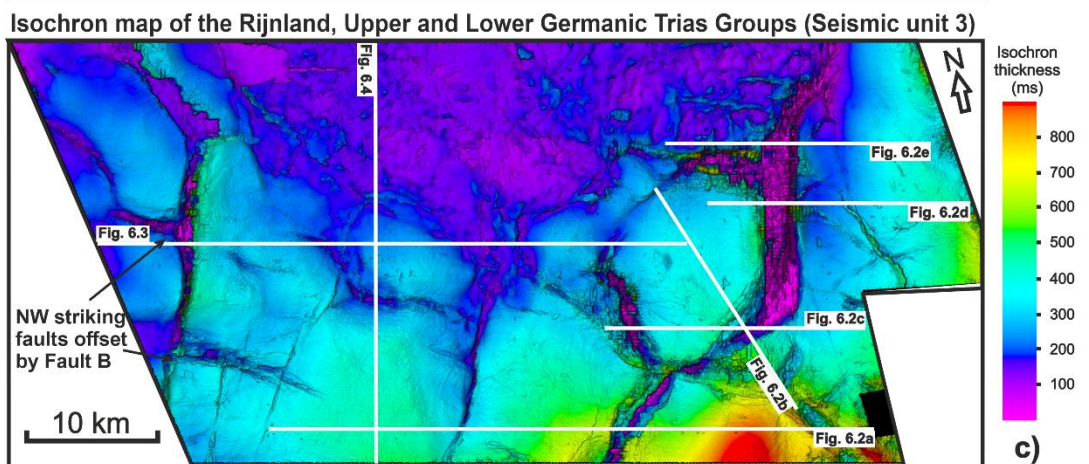 Isochron map of the Rijnland, Upper and Lower Germanic Trias Groups (Seismic unit 3)
N
Isochron
thickness
(ms)
800
700
600
500
400
300
200
100
Fig. 6.4
Fig. 6.2e
Fig. 6.2d
Fig. 6.3
NW striking
faults offset
by Fault B
Fig. 6.2c
Fig. 6.2b
Fig. 6.2a
10 km
c)